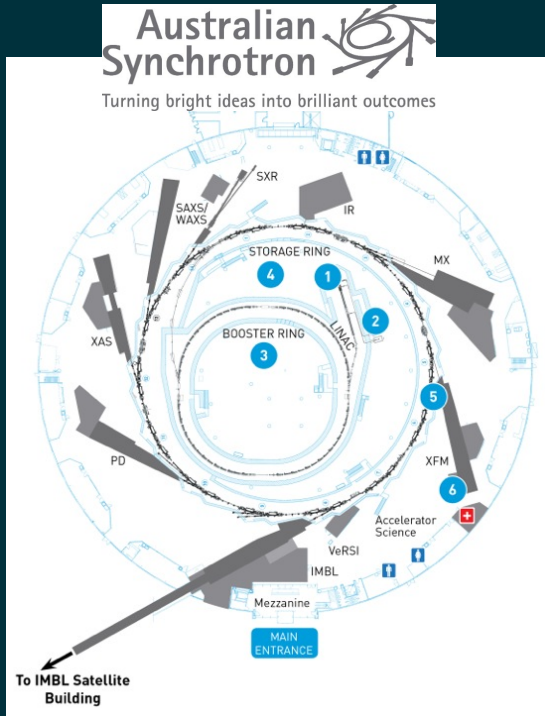 Australian
Synchrotron
Turning bright ideas into brilliant outcomes
SXR
SAXS/
WAXS
IR
STORAGE RING
MX
1
4
2
LINAC
BOOSTER RING
3
XAS
5
PD
XFM
6
Accelerator
Science
VeRSI
IMBL
Mezzanine
MAIN
ENTRANCE
To IMBL Satellite
Building